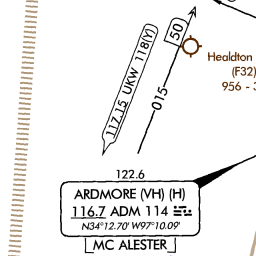 50
117.15 UKW 118(Y)
Healdton
(F32)
956 - 3
015
122.6
ARDMORE (VH) (H)
116.7 ADM 114
N34°12.70' W97°10.09'
MC ALESTER